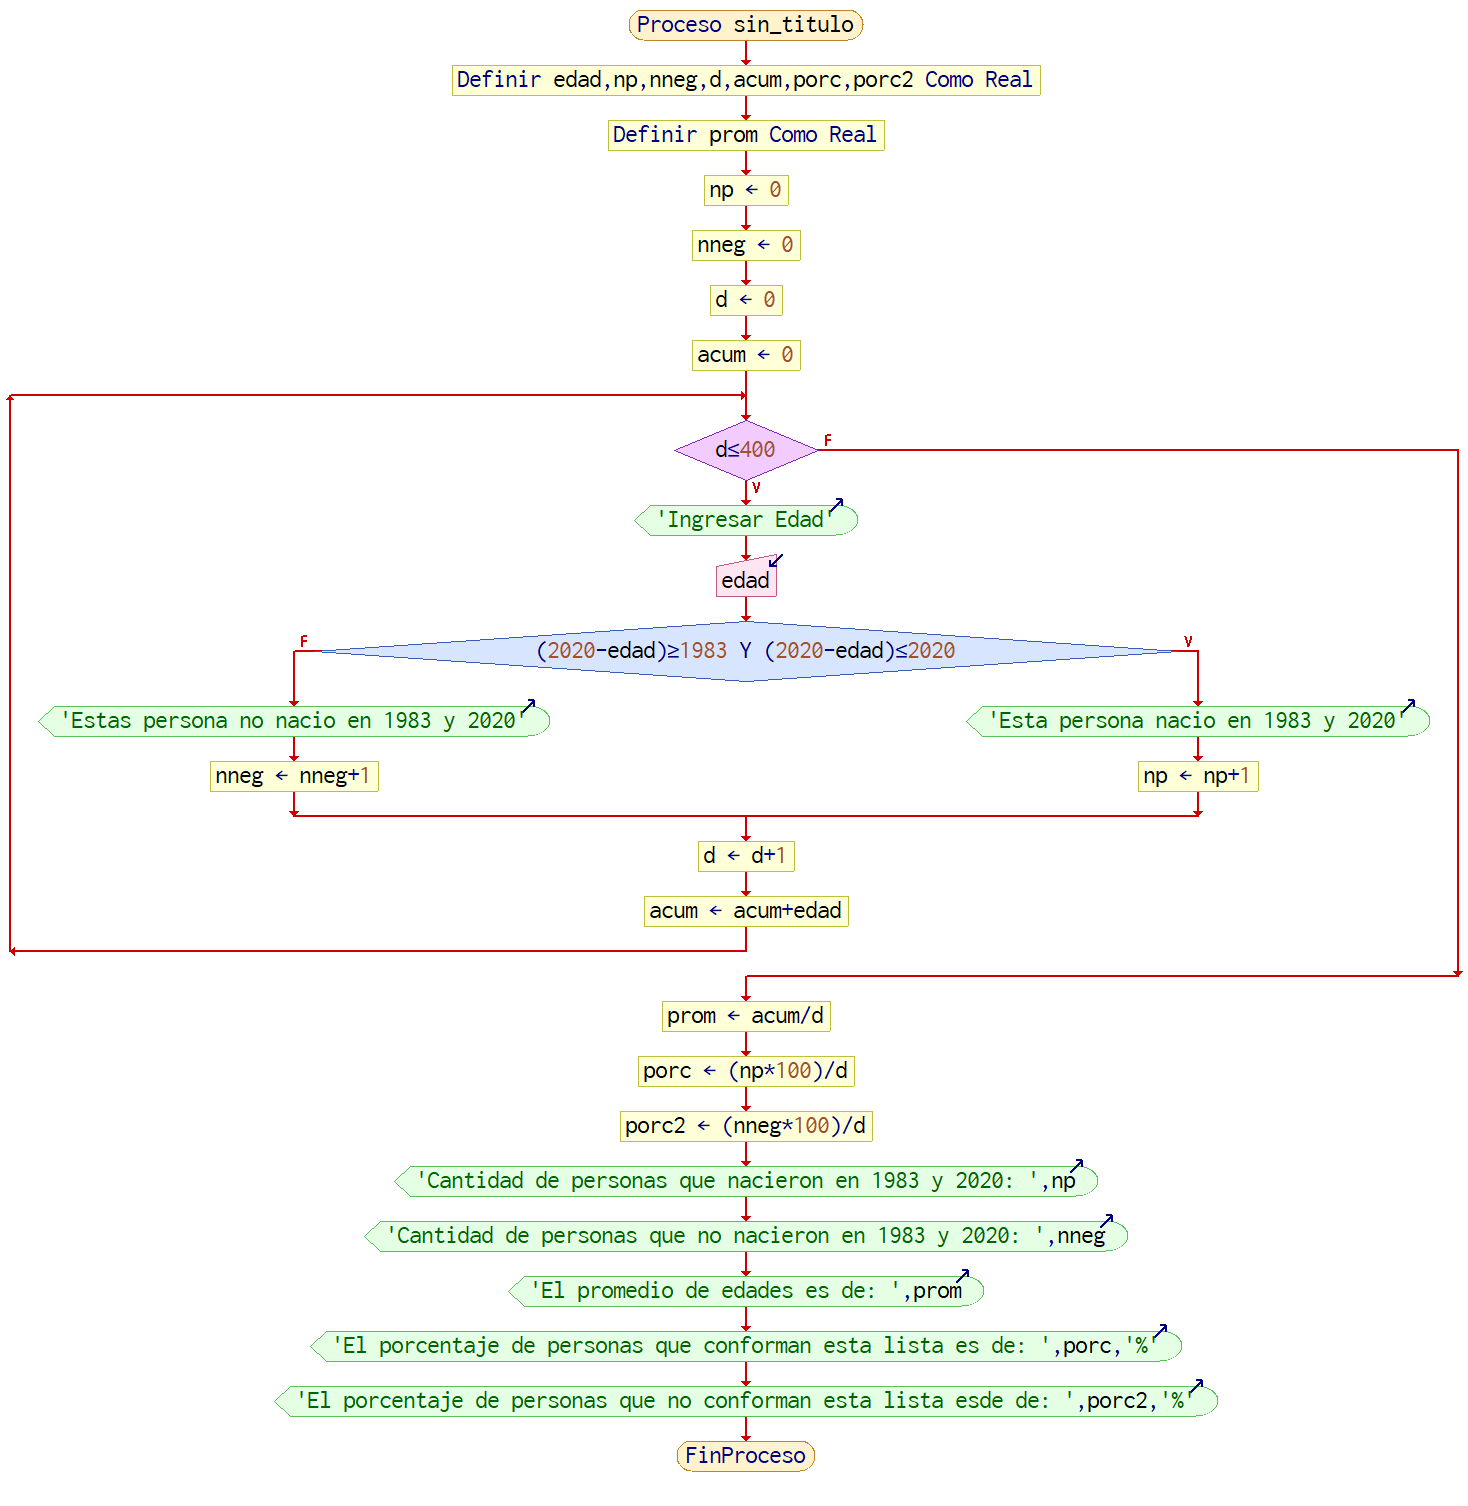 Proceso sin_titulo
Definir edad,np,nneg,d,acum,porc,porc2 Como Real
Definir prom Como Real
np ← 0
nneg ← 0
d ← 0
acum ← 0
d≤400
F
V
'Ingresar Edad'
edad
F
(2020-edad)≥1983 Y (2020-edad)≤2020
V
'Estas persona no nacio en 1983 y 2020'
'Esta persona nacio en 1983 y 2020'
nneg ← nneg+1
np ← np+1
d ← d+1
acum ← acum+edad
prom ← acum/d
porc ← (np*100)/d
porc2 ← (nneg*100)/d
'Cantidad de personas que nacieron en 1983 y 2020: ',np
'Cantidad de personas que no nacieron en 1983 y 2020: ',nneg
'El promedio de edades es de: ',prom
'El porcentaje de personas que conforman esta lista es de: ',porc,'%'
'El porcentaje de personas que no conforman esta lista esde de: ',porc2,'%'
FinProceso